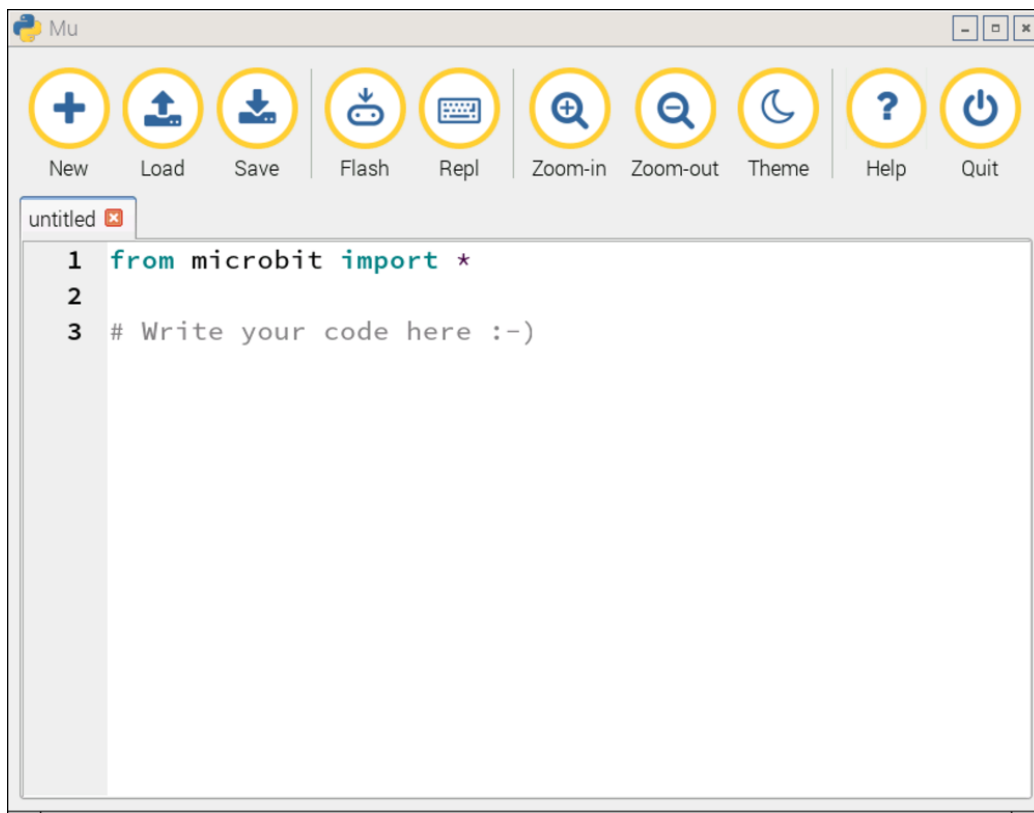 Mu
New Load Save Flash Repl Zoom-in Zoom-out Theme Help Quit
untitled
1 from microbit import *
2
3 # Write your code here :-)